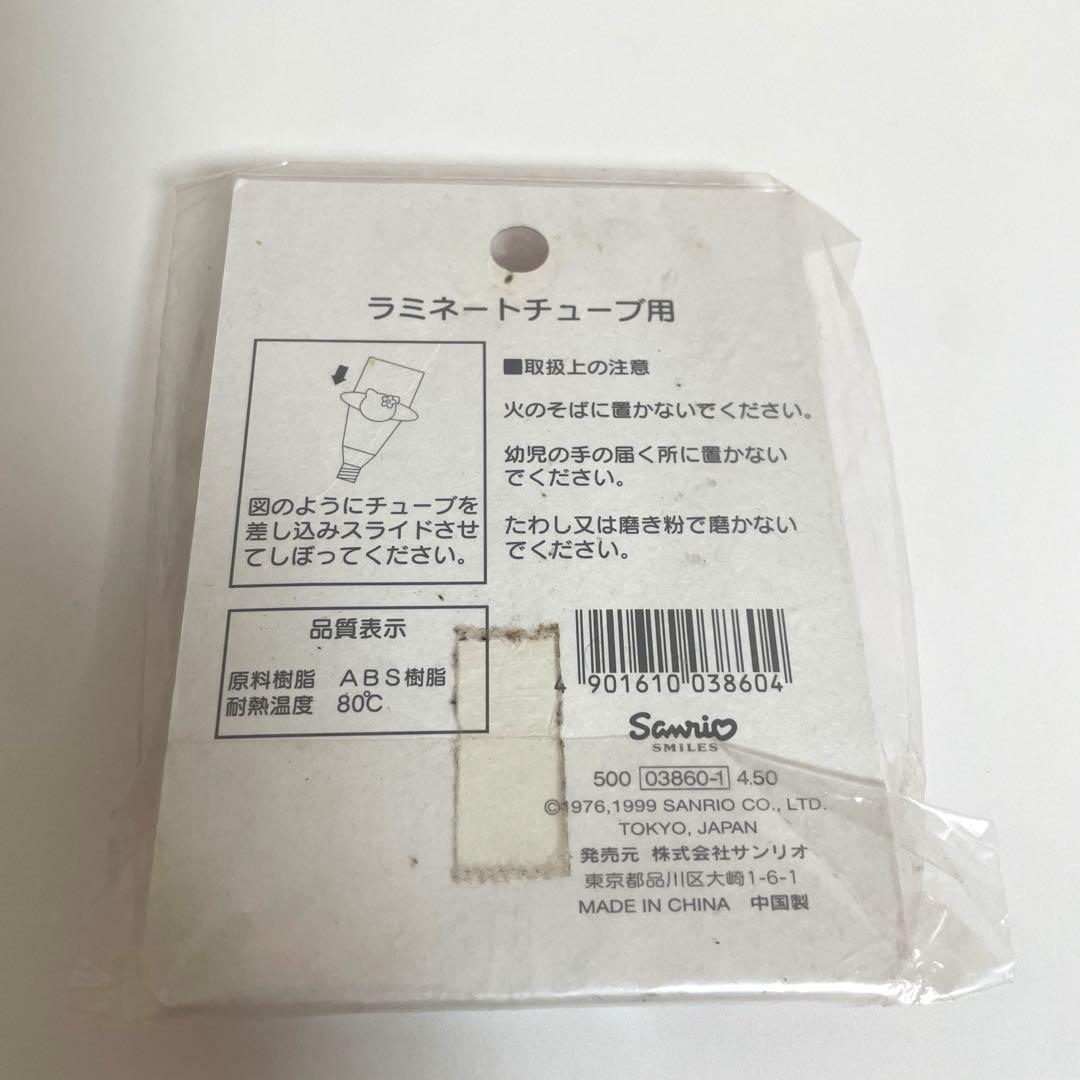 ラミネートチューブ用
図のようにチューブを
差し込みスライドさせ
てしぼってください。
■取扱上の注意
火のそばに置かないでください。
幼児の手の届く所に置かない
でください。
たわし又は磨き粉で磨かない
でください。
品質表示
原料樹脂 ABS樹脂
耐熱温度 80℃
4 901610 038604
Sanrio
SMILES
500 03860-1 4.50
©1976,1999 SANRIO CO., LTD.
TOKYO, JAPAN
発売元 株式会社サンリオ
東京都品川区大崎1-6-1
MADE IN CHINA 中国製